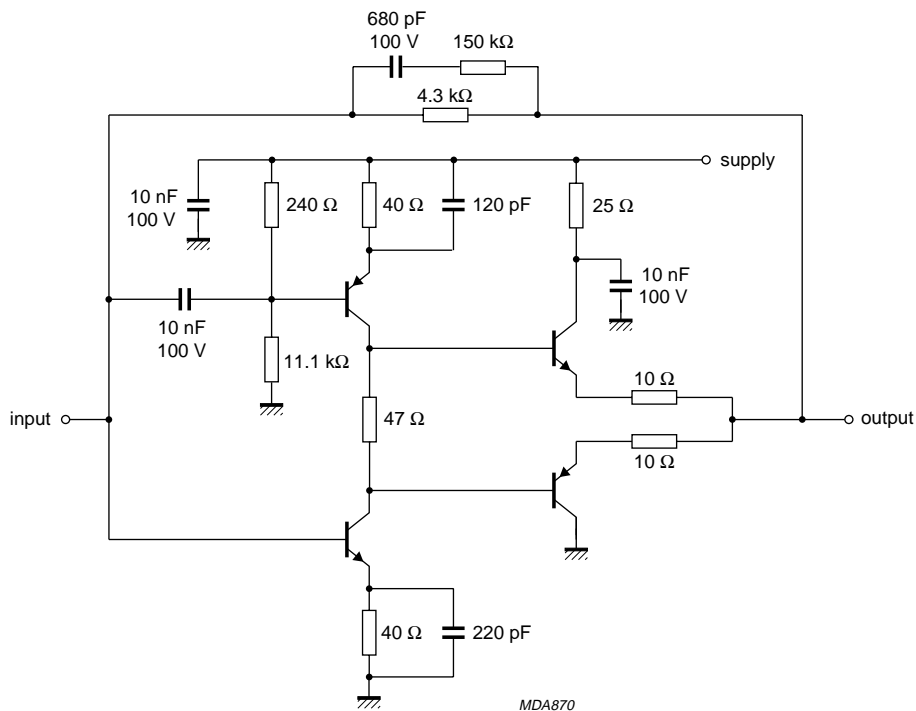 680 pF
100 V
150 kΩ
4.3 kΩ
supply
10 nF
100 V
240 Ω
40 Ω
120 pF
25 Ω
10 nF
100 V
10 nF
100 V
11.1 kΩ
10 Ω
input
47 Ω
output
10 Ω
40 Ω
220 pF
MDA870